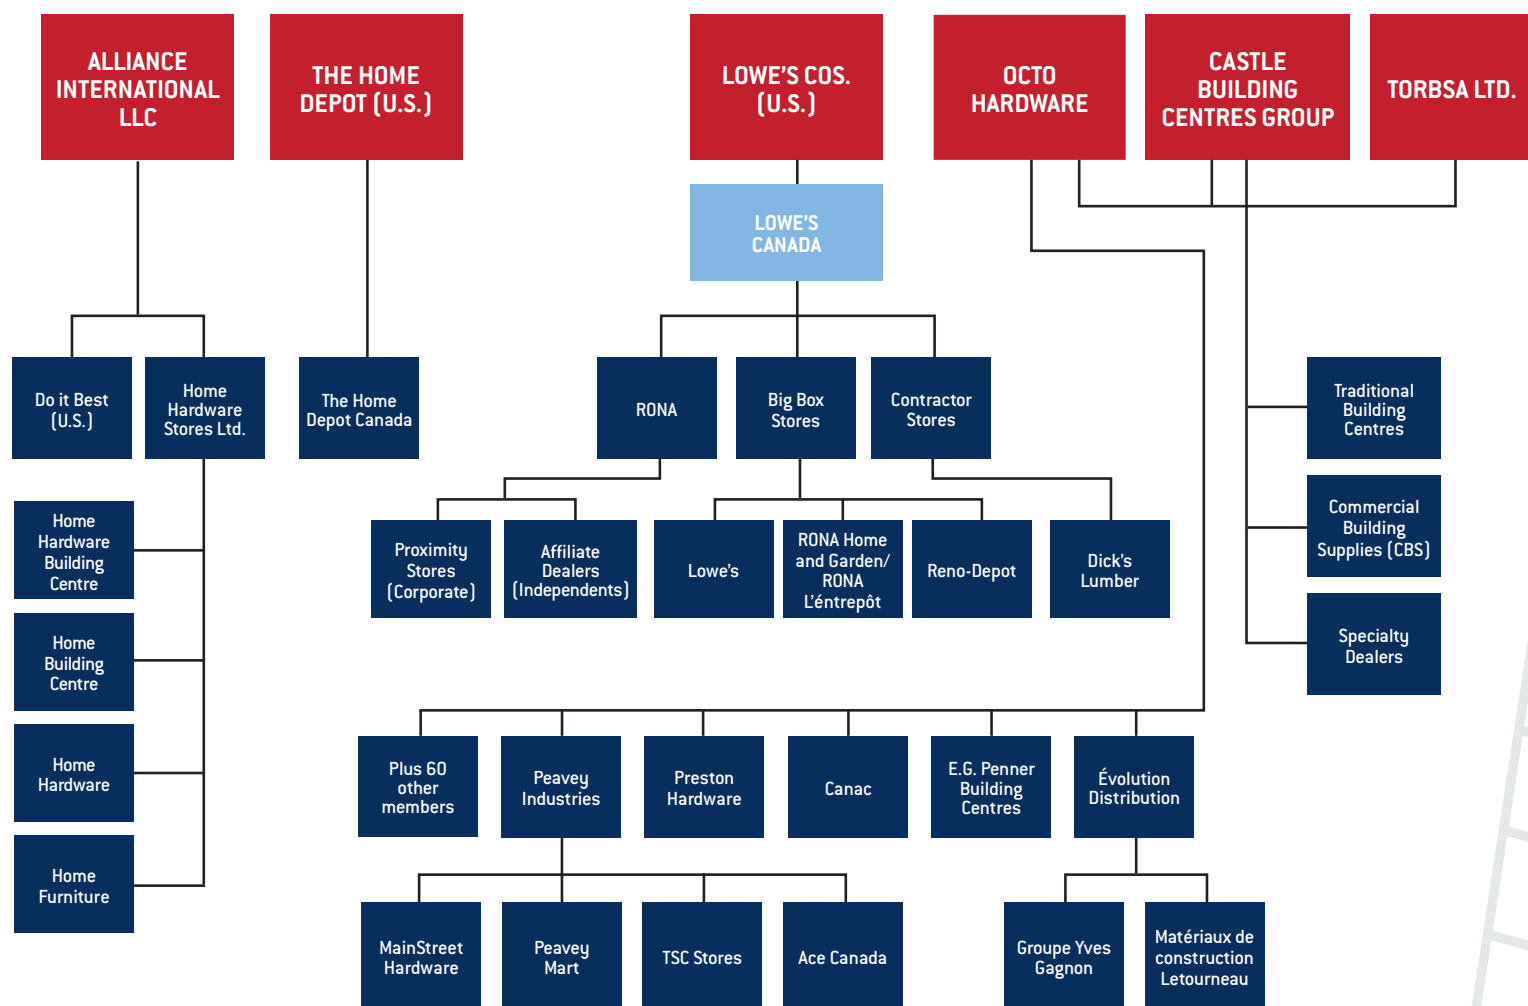 ALLIANCE
INTERNATIONAL
LLC
THE HOME
DEPOT (U.S.)
LOWE'S COS.
(U.S.)
OCTO
HARDWARE
CASTLE
BUILDING
CENTRES GROUP
TORBSA LTD.
LOWE'S
CANADA
Do it Best
(U.S.)
Home
Hardware
Stores Ltd.
The Home
Depot Canada
RONA
Big Box
Stores
Contractor
Stores
Traditional
Building
Centres
Home
Hardware
Building
Centre
Proximity
Stores
(Corporate)
Affiliate
Dealers
(Independents)
Lowe's
RONA Home
and Garden/
RONA
L'éntrepôt
Reno-Depot
Dick's
Lumber
Commercial
Building
Supplies (CBS)
Home
Building
Centre
Specialty
Dealers
Home
Hardware
Plus 60
other
members
Peavey
Industries
Preston
Hardware
Canac
E.G. Penner
Building
Centres
Évolution
Distribution
Home
Furniture
MainStreet
Hardware
Peavey
Mart
TSC Stores
Ace Canada
Groupe Yves
Gagnon
Matériaux de
construction
Letourneau